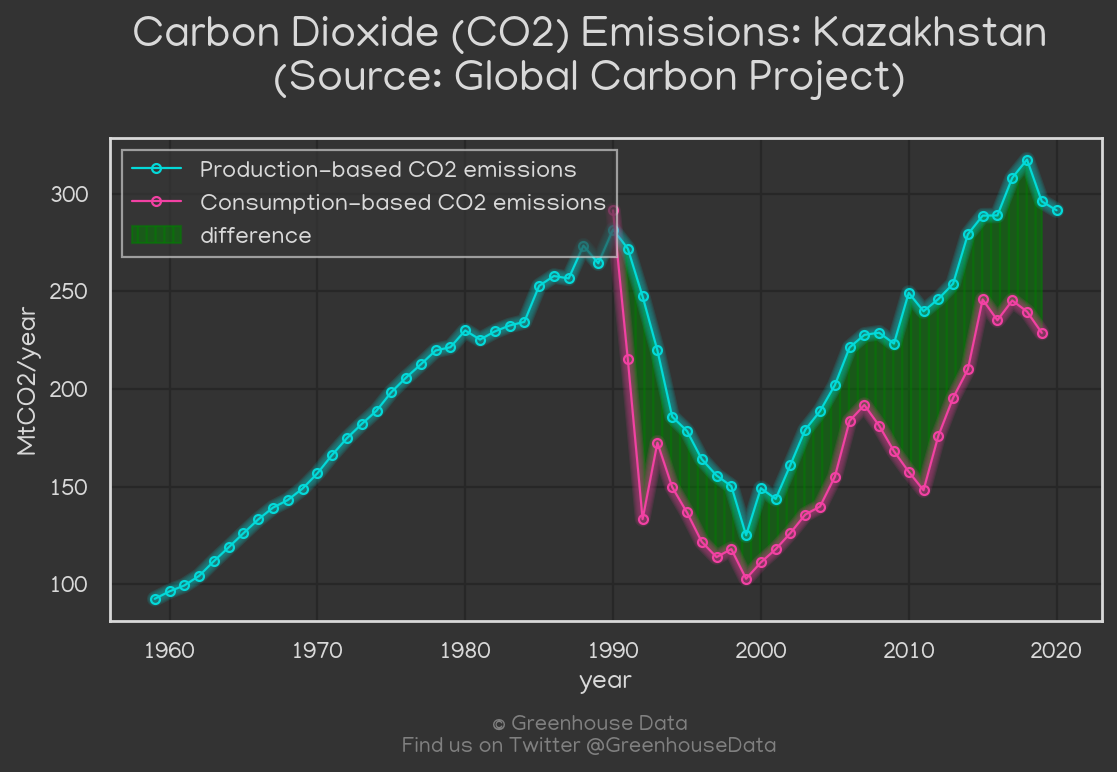 Carbon Dioxide (CO2) Emissions: Kazakhstan
(Source: Global Carbon Project)
Production-based CO2 emissions
Consumption-based CO2 emissions
difference
300
250
200
150
100
MtCO2/year
1960 1970 1980 1990 2000 2010 2020
year
© Greenhouse Data
Find us on Twitter @GreenhouseData